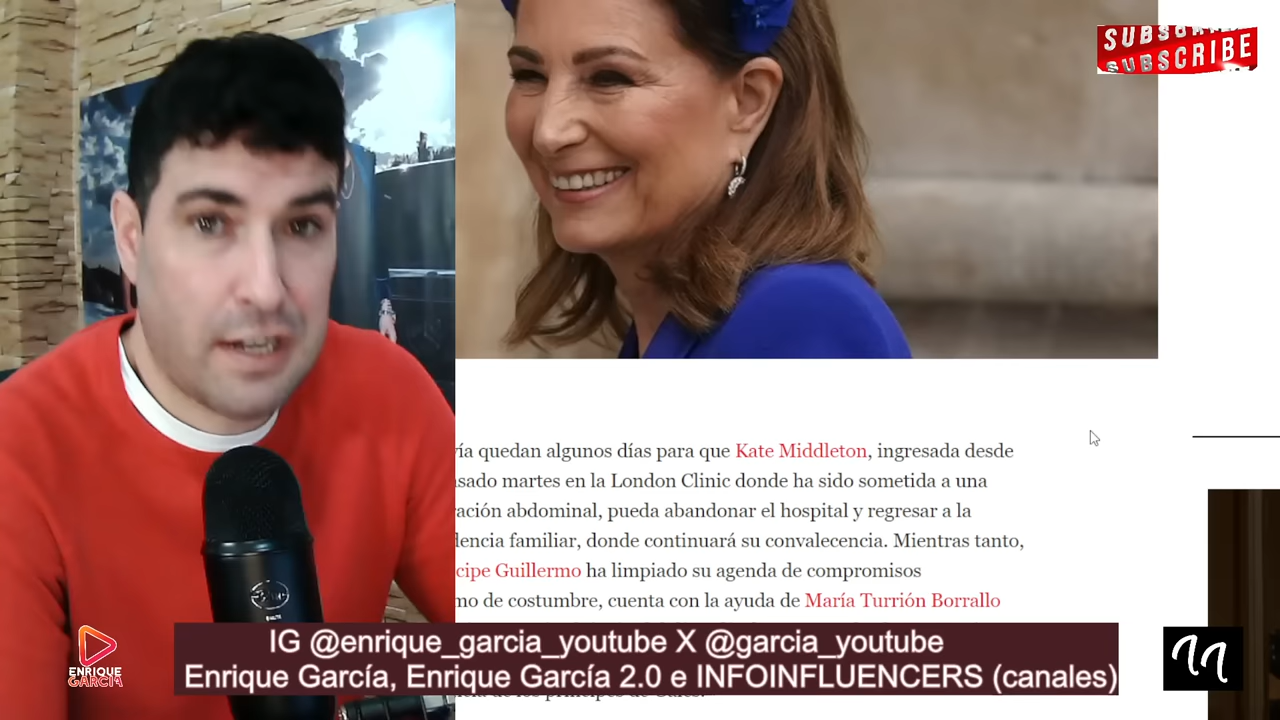 SUBSCRIBE
vía quedan algunos días para que Kate Middleton, ingresada desde
sado martes en la London Clinic donde ha sido sometida a una
ración abdominal, pueda abandonar el hospital y regresar a la
dencia familiar, donde continuará su convalecencia. Mientras tanto,
cipe Guillermo ha limpiado su agenda de compromisos
mo de costumbre, cuenta con la ayuda de María Turrión Borrallo
IG @enrique_garcia_youtube X @garcia_youtube
Enrique García, Enrique García 2.0 e INFOINFLUENCERS (canales)
ENRIQUE
GARCÍA